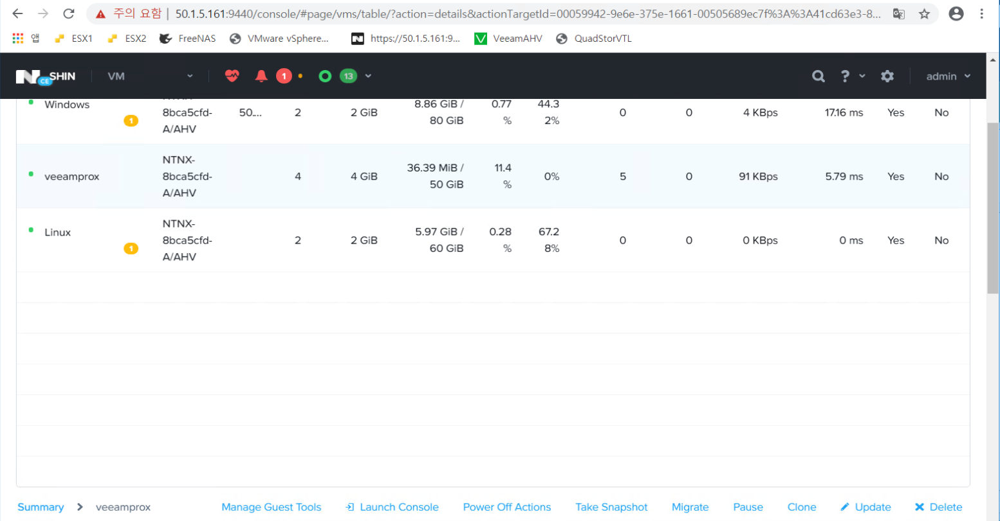 주의 요함 | 50.1.5.161:9440/console/#page/vms/table/?action=details&actionTargetId=00059942-9e6e-375e-1661-00505689ec7f%3A%3A41cd63e3-8...
앱 ESX1 ESX2 FreeNAS VMware vSphere... https://50.1.5.161:9... VeeamAHV QuadStorVTL
N CE SHIN VM 1 13 ? admin
Windows 8.86 GiB / 0.77 44.3
1 8bca5cfd- 50.... 2 2 GiB 80 GiB % 2% 0 0 4 KBps 17.16 ms Yes No
A/AHV
NTNX-
veeamprox 8bca5cfd- 4 4 GiB 36.39 MiB / 50 GiB 11.4 % 0% 5 0 91 KBps 5.79 ms Yes No
A/AHV
NTNX-
Linux 5.97 GiB / 0.28 67.2
1 8bca5cfd- 2 2 GiB 60 GiB % 8% 0 0 0 KBps 0 ms Yes No
A/AHV
Summary > veeamprox Manage Guest Tools Launch Console Power Off Actions Take Snapshot Migrate Pause Clone Update Delete